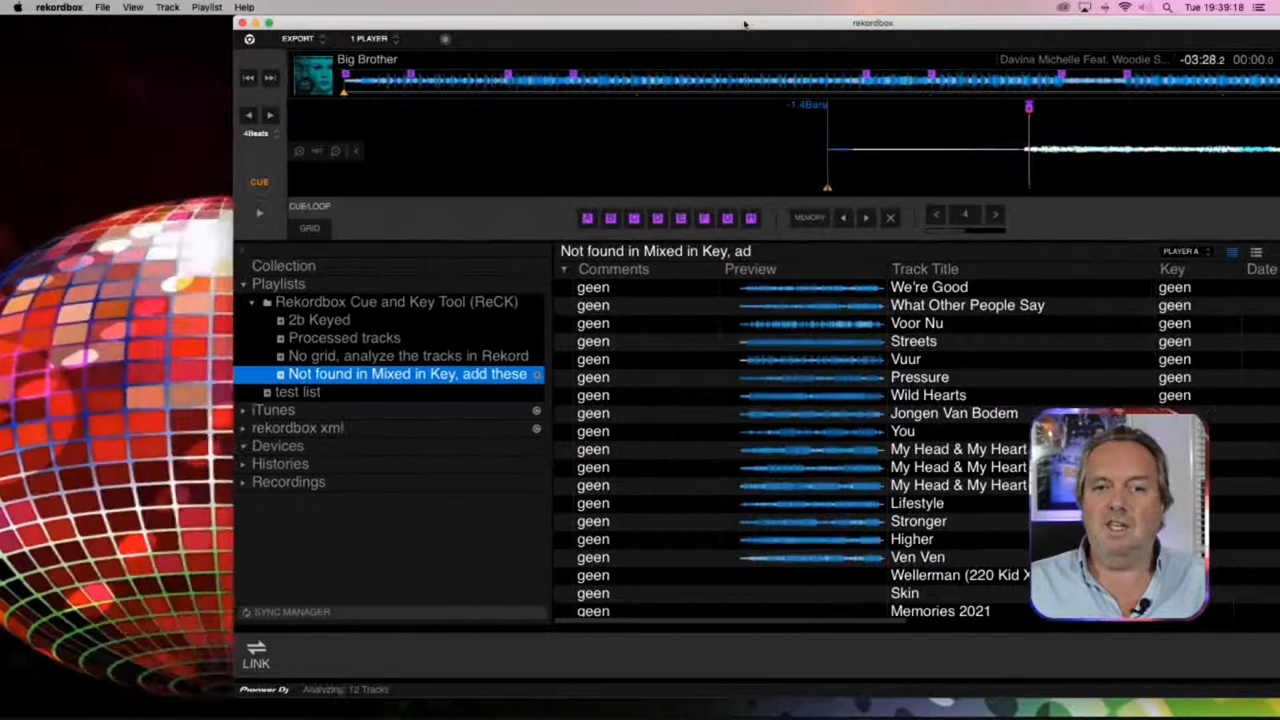 rekordbox File View Track Playlist Help Tue 19:39:18
rekordbox
EXPORT 1 PLAYER
Big Brother Davina Michelle Feat. Woodie S... -03:28.2 00:00.0
-1.4Bars
4Beats
CUE
CUE/LOOP
GRID
A B C D E F G H MEMORY 4
Collection
Playlists
Rekordbox Cue and Key Tool (ReCK)
2b Keyed
Processed tracks
No grid, analyze the tracks in Rekord
Not found in Mixed in Key, add these
test list
iTunes
rekordbox xml
Devices
Histories
Recordings
SYNC MANAGER
LINK
Pioneer Dj Analyzing: 12 Tracks
Not found in Mixed in Key, ad PLAYER A
Comments Preview Track Title Key Date
geen We're Good geen
geen What Other People Say geen
geen Voor Nu geen
geen Streets geen
geen Vuur geen
geen Pressure geen
geen Wild Hearts geen
geen Jongen Van Bodem
geen You
geen My Head & My Heart
geen My Head & My Heart
geen My Head & My Heart
geen Lifestyle
geen Stronger
geen Higher
geen Ven Ven
geen Wellerman (220 Kid X
geen Skin
geen Memories 2021